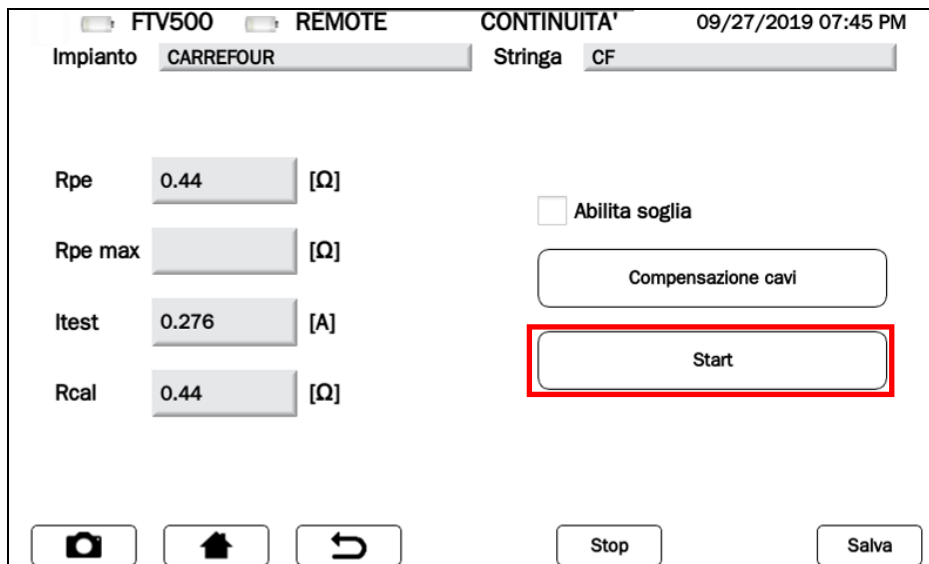 FTV500 REMOTE CONTINUITA' 09/27/2019 07:45 PM
Impianto CARREFOUR Stringa CF
Rpe 0.44 [Ω]
Abilita soglia
Rpe max [Ω]
Compensazione cavi
Itest 0.276 [A]
Start
Rcal 0.44 [Ω]
Stop Salva